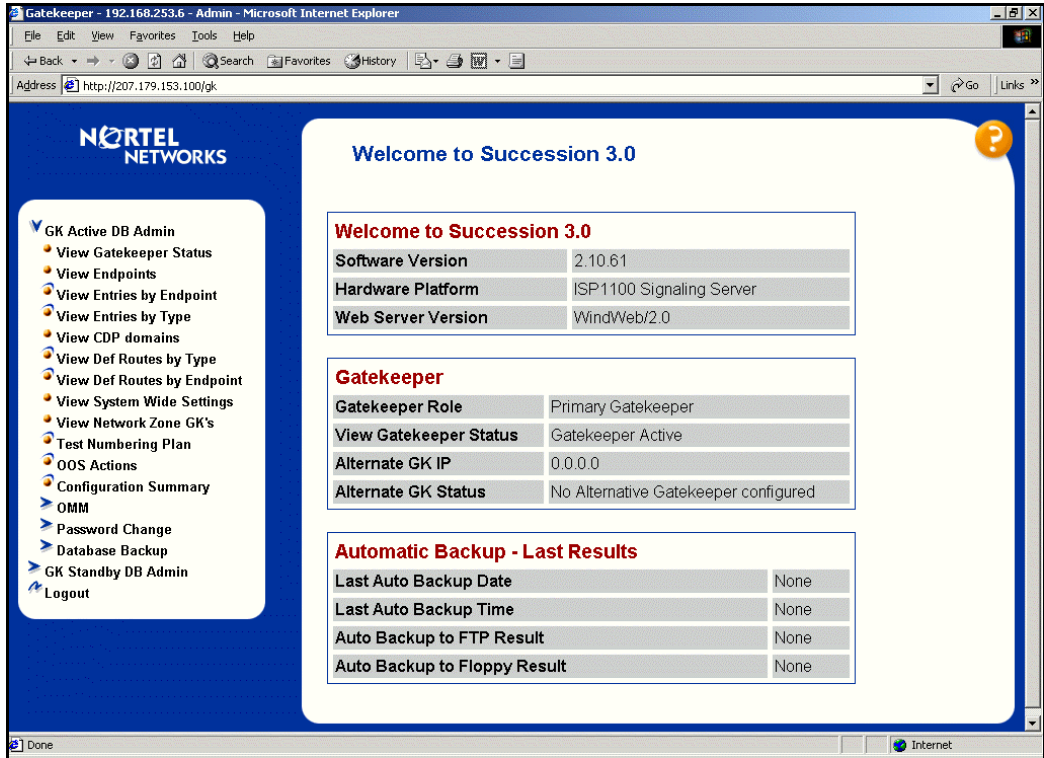 Gatekeeper - 192.168.253.6 - Admin - Microsoft Internet Explorer
File Edit View Favorites Tools Help
Back Search Favorites History
Address http://207.179.153.100/gk Go Links »
NORTEL
NETWORKS
Welcome to Succession 3.0
?
GK Active DB Admin
View Gatekeeper Status
View Endpoints
View Entries by Endpoint
View Entries by Type
View CDP domains
View Def Routes by Type
View Def Routes by Endpoint
View System Wide Settings
View Network Zone GK's
Test Numbering Plan
OOS Actions
Configuration Summary
OMM
Password Change
Database Backup
GK Standby DB Admin
Logout
Welcome to Succession 3.0
Software Version 2.10.61
Hardware Platform ISP1100 Signaling Server
Web Server Version WindWeb/2.0
Gatekeeper
Gatekeeper Role Primary Gatekeeper
View Gatekeeper Status Gatekeeper Active
Alternate GK IP 0.0.0.0
Alternate GK Status No Alternative Gatekeeper configured
Automatic Backup - Last Results
Last Auto Backup Date None
Last Auto Backup Time None
Auto Backup to FTP Result None
Auto Backup to Floppy Result None
Done Internet